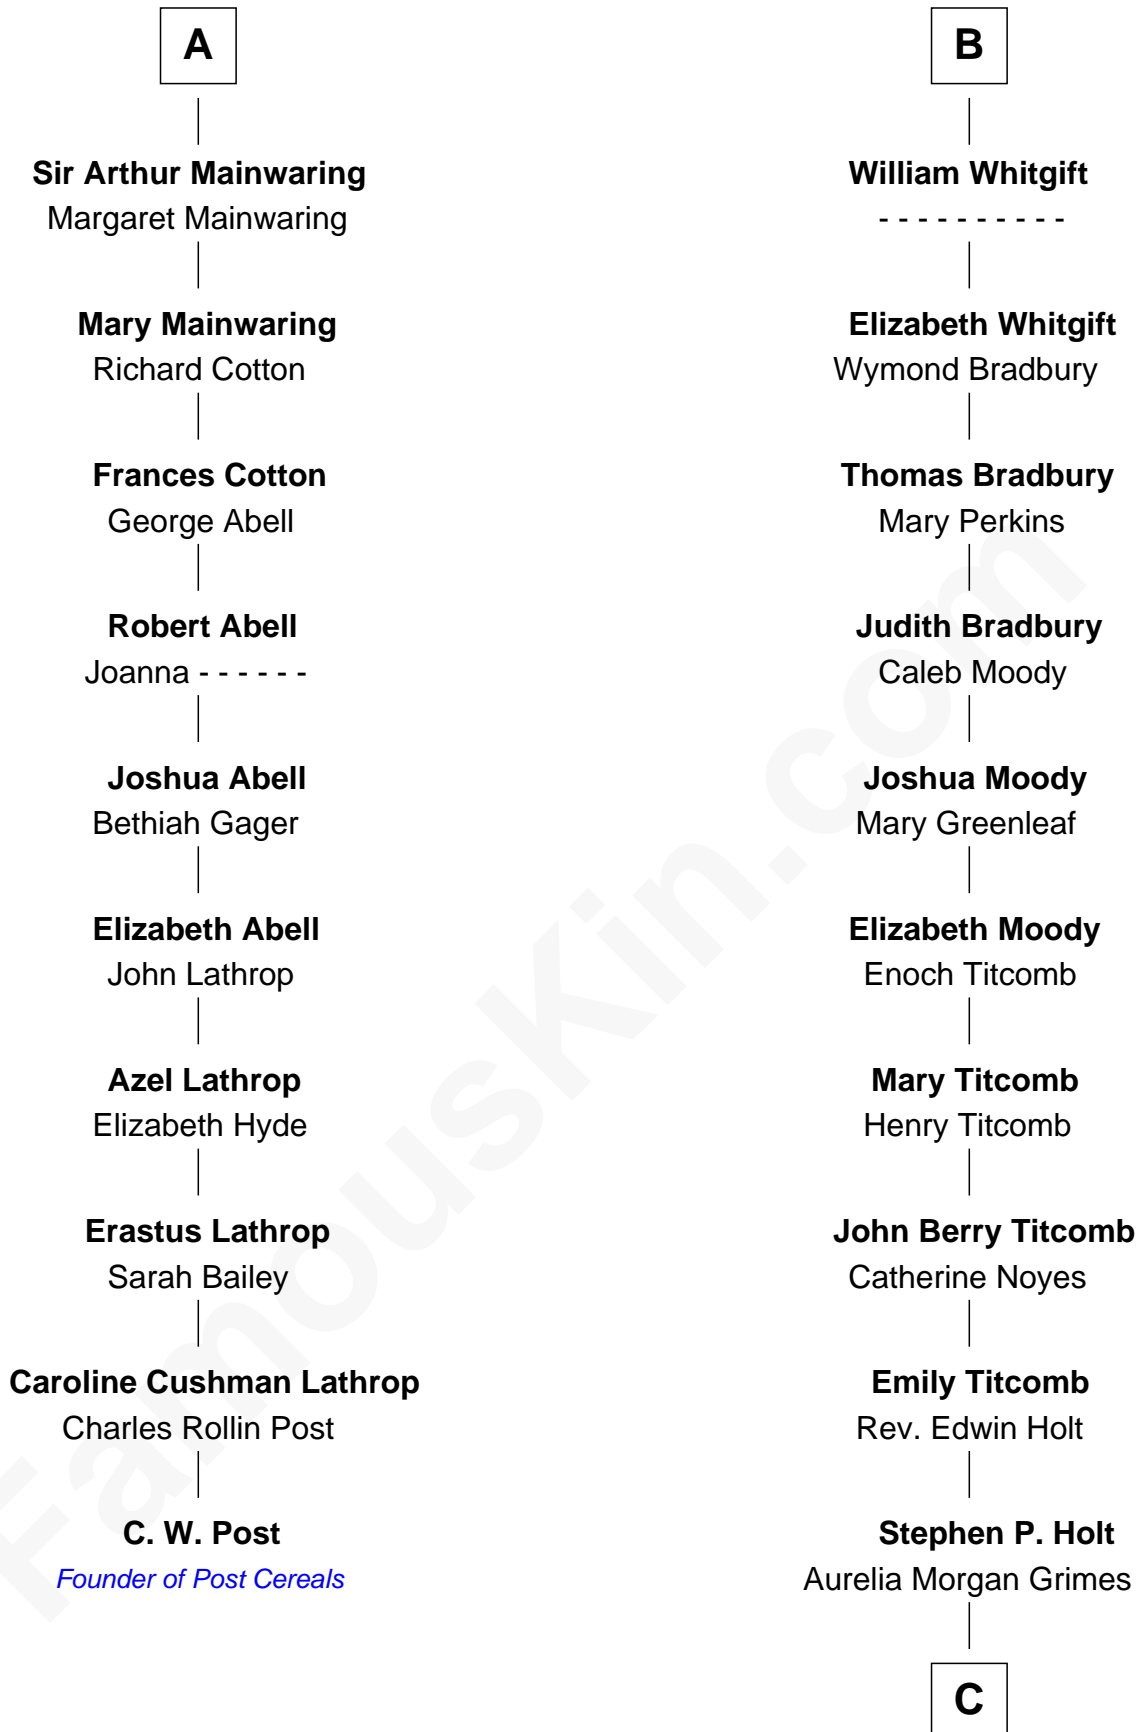 A
Sir Arthur Mainwaring
Margaret Mainwaring
Mary Mainwaring
Richard Cotton
Frances Cotton
George Abell
Robert Abell
Joanna - - - - - -
Joshua Abell
Bethiah Gager
Elizabeth Abell
John Lathrop
Azel Lathrop
Elizabeth Hyde
Erastus Lathrop
Sarah Bailey
Caroline Cushman Lathrop
Charles Rollin Post
C. W. Post
Founder of Post Cereals
B
William Whitgift
- - - - - - - - - -
Elizabeth Whitgift
Wymond Bradbury
Thomas Bradbury
Mary Perkins
Judith Bradbury
Caleb Moody
Joshua Moody
Mary Greenleaf
Elizabeth Moody
Enoch Titcomb
Mary Titcomb
Henry Titcomb
John Berry Titcomb
Catherine Noyes
Emily Titcomb
Rev. Edwin Holt
Stephen P. Holt
Aurelia Morgan Grimes
C
FamousKin.com